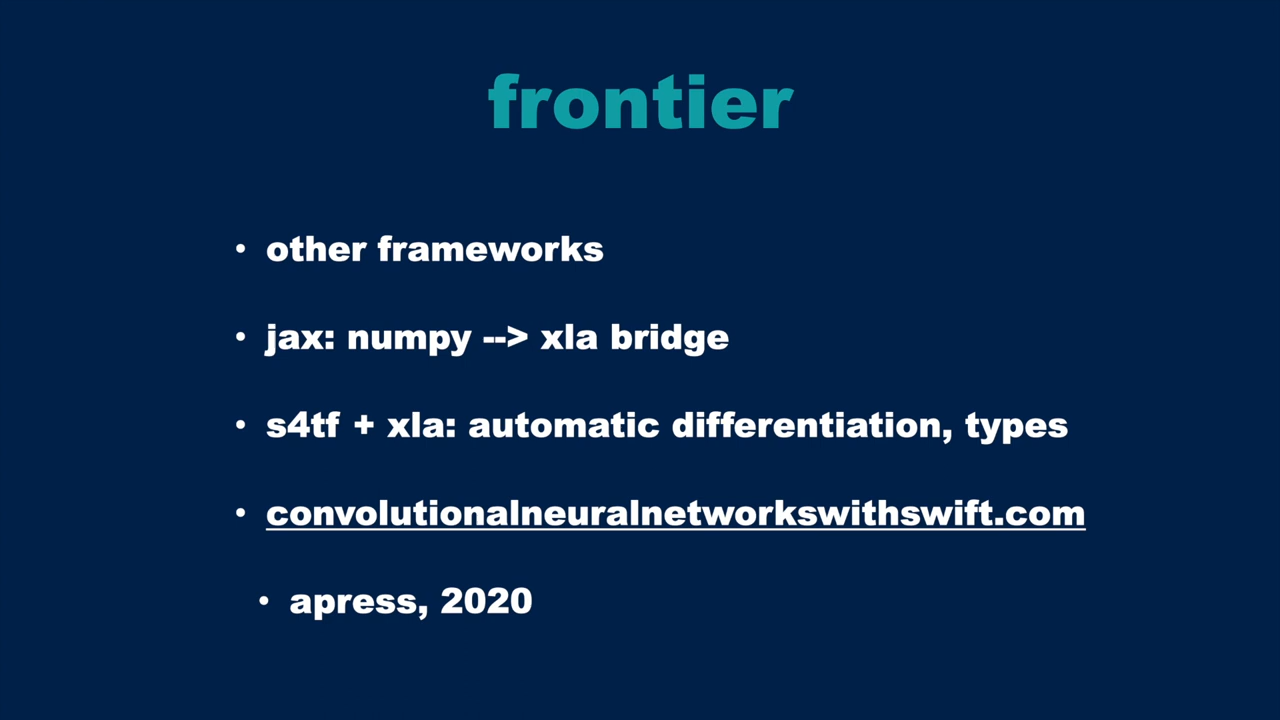 frontier
• other frameworks
• jax: numpy --> xla bridge
• s4tf + xla: automatic differentiation, types
• convolutionalneuralnetworkswithswift.com
• apress, 2020